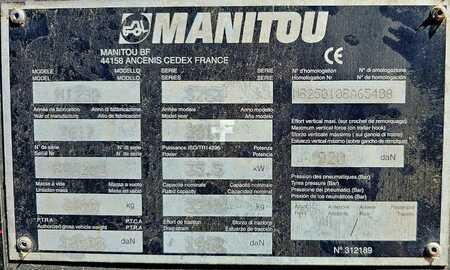 MANITOU
MANITOU BF
44158 ANCENIS CEDEX FRANCE
CE
MODELE MODELLO
MODEL MODELO
SERIE SERIE
SERIES SERIE
N° d'homologation N° di omologazione
N° of homologation N° de homologación
Année de fabrication Anno di fabbricazione
Year of manufacture Año de fabricación
Année modèle Anno modello
Model year Año modelo
Effort vertical maxi. (sur crochet de remorquage)
Maximum vertical force (on trailer hook)
Sforzo verticale massimo ( sul gancio di rimorchio)
Esfuerzo vertical máximo (sobre gancho de remolque)
920 daN
N° de série N° di serie
Serial Nr N° de serie
Puissance ISO/TR14396 Potenza
Power Potencia
kW
Pression des pneumatiques (Bar)
Tyres pressure (Bar)
Pressione dei pneumatici (Bar)
Presión de los neumáticos (Bar)
Masse à vide Massa a vuoto
Unladen mass Masa en vacío
kg
Capacité nominale Capacità nominale
Rated capacity Capacidad nominal
kg
P.T.R.A P.T.C.A
Authorized gross vehicle weight
daN
Effort de traction Sforzo di trazione
Drag strain Esfuerzo de tracción
daN
N° 312189